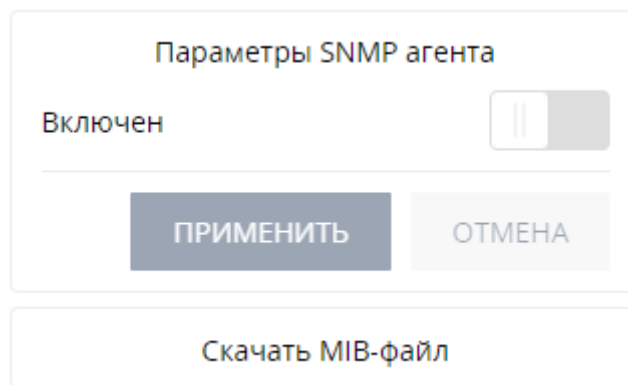 Параметры SNMP агента
Включен
ПРИМЕНИТЬ ОТМЕНА
Скачать MIB-файл